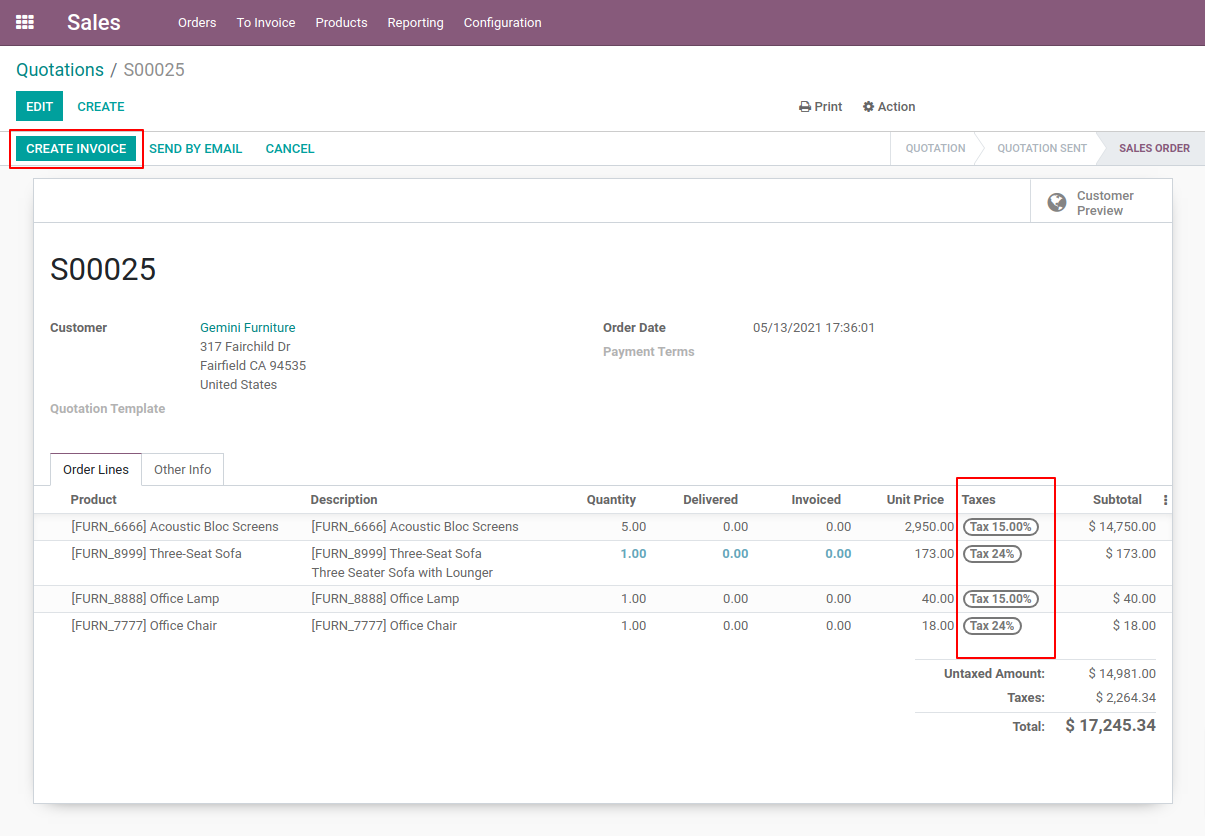 Sales Orders To Invoice Products Reporting Configuration
Quotations / S00025
EDIT CREATE Print Action
CREATE INVOICE SEND BY EMAIL CANCEL QUOTATION QUOTATION SENT SALES ORDER
Customer
Preview
S00025
Customer Gemini Furniture Order Date 05/13/2021 17:36:01
317 Fairchild Dr Payment Terms
Fairfield CA 94535
United States
Quotation Template
Order Lines Other Info
Product Description Quantity Delivered Invoiced Unit Price Taxes Subtotal
[FURN_6666] Acoustic Bloc Screens [FURN_6666] Acoustic Bloc Screens 5.00 0.00 0.00 2,950.00 Tax 15.00% $ 14,750.00
[FURN_8999] Three-Seat Sofa [FURN_8999] Three-Seat Sofa 1.00 0.00 0.00 173.00 Tax 24% $ 173.00
Three Seater Sofa with Lounger
[FURN_8888] Office Lamp [FURN_8888] Office Lamp 1.00 0.00 0.00 40.00 Tax 15.00% $ 40.00
[FURN_7777] Office Chair [FURN_7777] Office Chair 1.00 0.00 0.00 18.00 Tax 24% $ 18.00
Untaxed Amount: $ 14,981.00
Taxes: $ 2,264.34
Total: $ 17,245.34